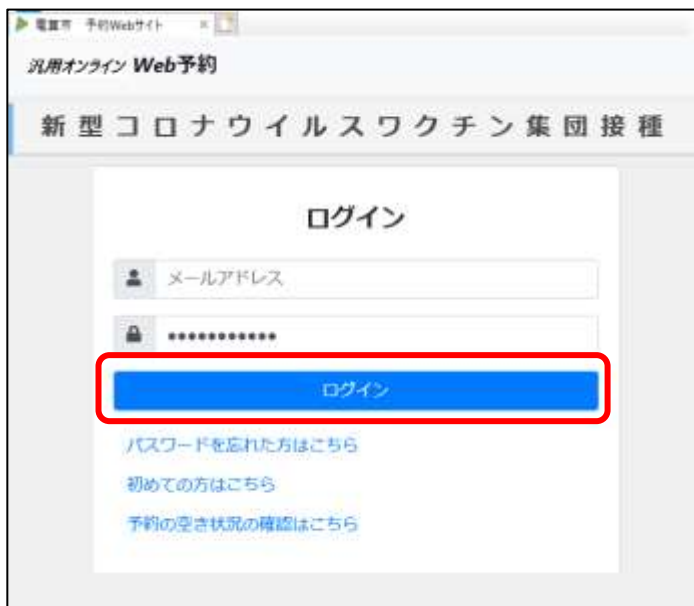 電算市 予約Webサイト ×
汎用オンライン Web予約
新型コロナウイルスワクチン集団接種
ログイン
メールアドレス
•••••••••••
ログイン
パスワードを忘れた方はこちら
初めての方はこちら
予約の空き状況の確認はこちら